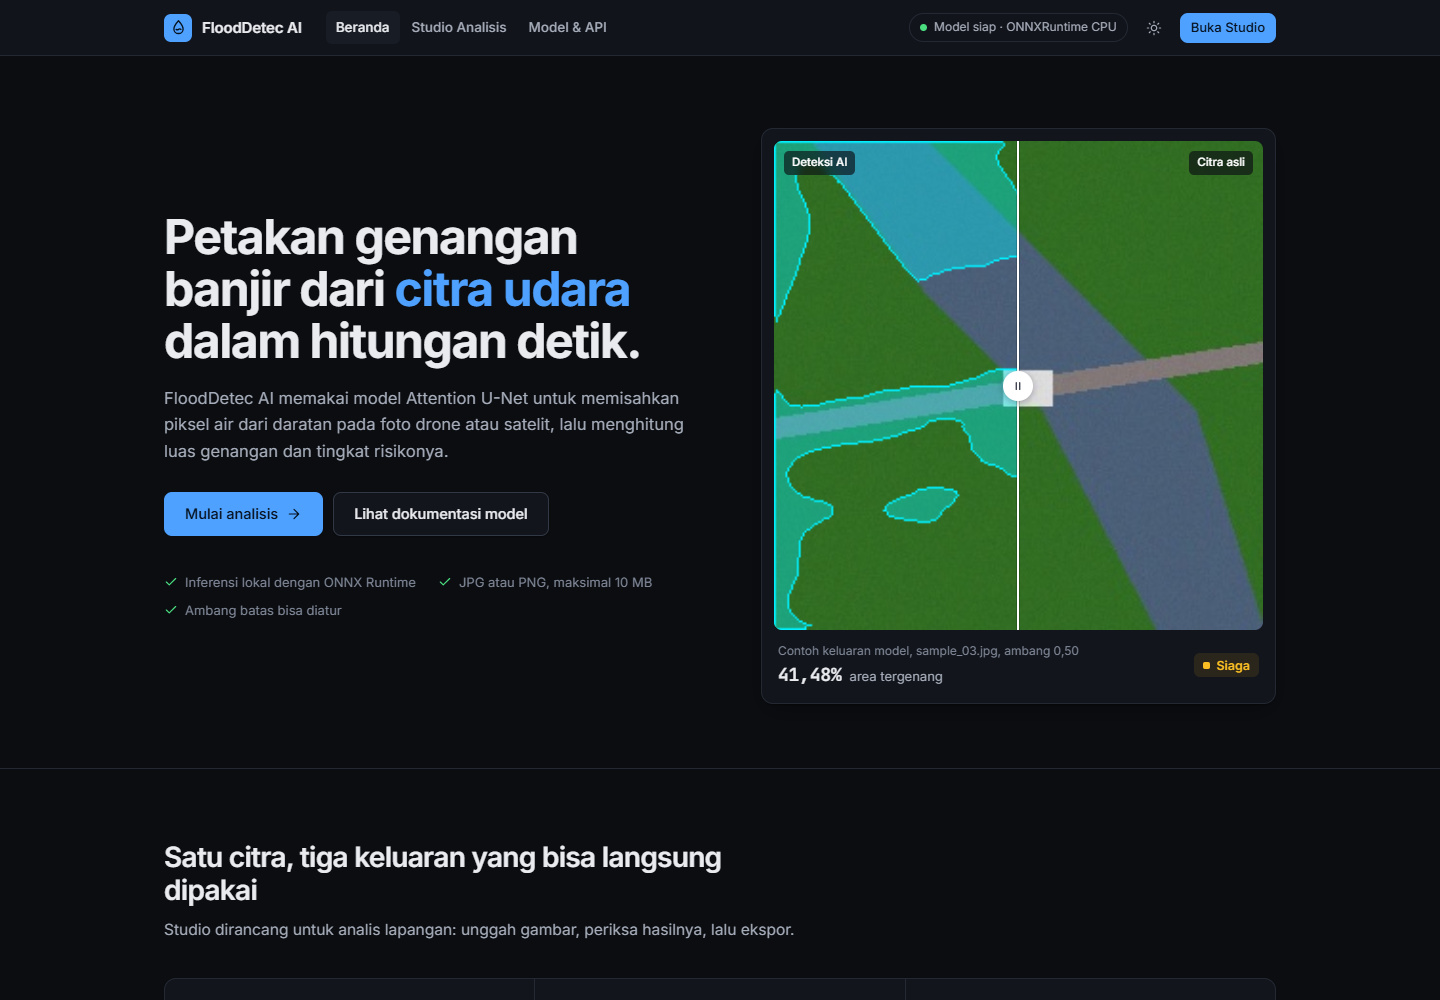 FloodDetec AI
Beranda
Studio Analisis
Model & API
Model siap · ONNXRuntime CPU
Buka Studio
Petakan genangan
banjir dari citra udara
dalam hitungan detik.
FloodDetec AI memakai model Attention U-Net untuk memisahkan
piksel air dari daratan pada foto drone atau satelit, lalu menghitung
luas genangan dan tingkat risikonya.
Mulai analisis
Lihat dokumentasi model
Inferensi lokal dengan ONNX Runtime
JPG atau PNG, maksimal 10 MB
Ambang batas bisa diatur
Deteksi AI
Citra asli
Contoh keluaran model, sample_03.jpg, ambang 0,50
41,48% area tergenang
Siaga
Satu citra, tiga keluaran yang bisa langsung
dipakai
Studio dirancang untuk analis lapangan: unggah gambar, periksa hasilnya, lalu ekspor.